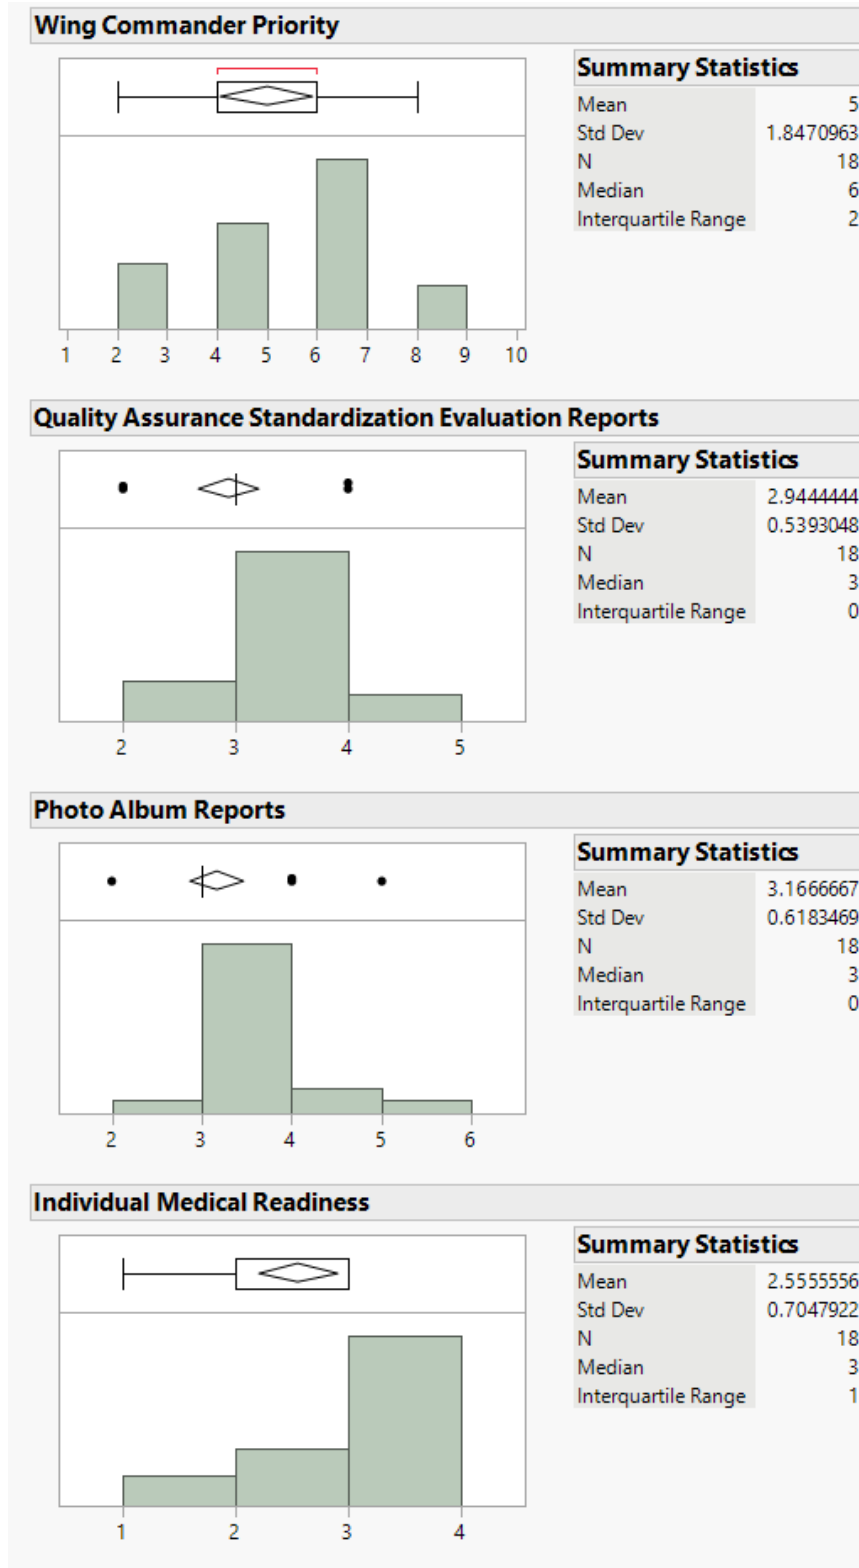 Wing Commander Priority
Summary Statistics
Mean 5
Std Dev 1.8470963
N 18
Median 6
Interquartile Range 2
1 2 3 4 5 6 7 8 9 10
Quality Assurance Standardization Evaluation Reports
Summary Statistics
Mean 2.9444444
Std Dev 0.5393048
N 18
Median 3
Interquartile Range 0
2 3 4 5
Photo Album Reports
Summary Statistics
Mean 3.1666667
Std Dev 0.6183469
N 18
Median 3
Interquartile Range 0
2 3 4 5 6
Individual Medical Readiness
Summary Statistics
Mean 2.5555556
Std Dev 0.7047922
N 18
Median 3
Interquartile Range 1
1 2 3 4